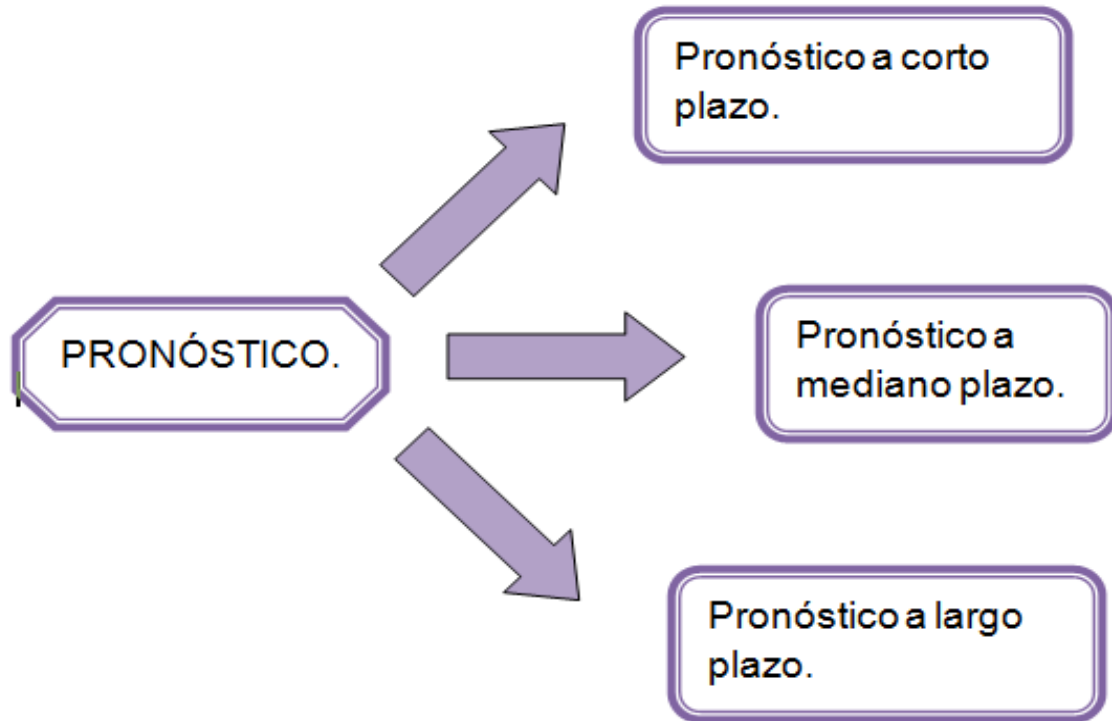 Pronóstico a corto
plazo.
PRONÓSTICO.
Pronóstico a
mediano plazo.
Pronóstico a largo
plazo.